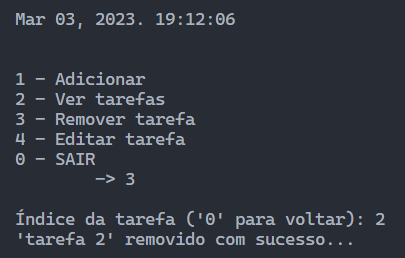 Mar 03, 2023. 19:12:06
1 - Adicionar
2 - Ver tarefas
3 - Remover tarefa
4 - Editar tarefa
0 - SAIR
-> 3
Índice da tarefa ('0' para voltar): 2
'tarefa 2' removido com sucesso...